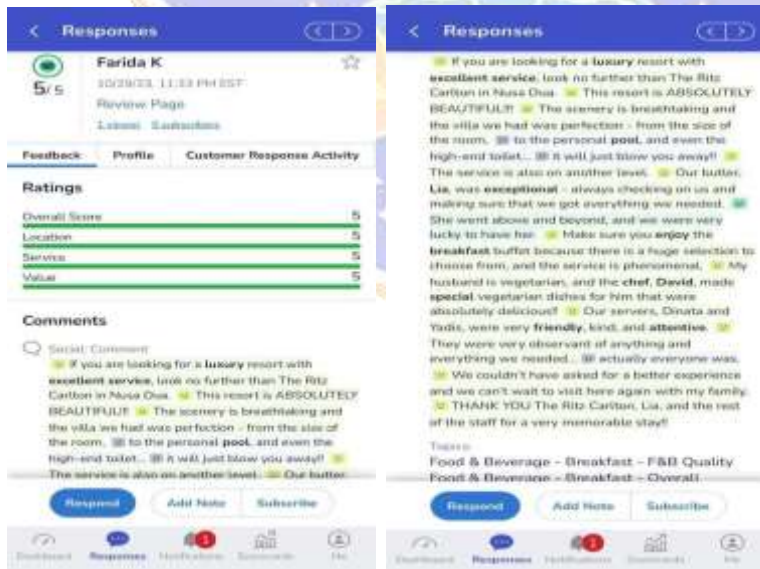 Responses
Farida K
5/5
10/29/23, 11:33 PM EST
Review Page
Feedback Profile Customer Response Activity
Ratings
Overall Score 5
Location 5
Service 5
Value 5
Comments
Social: Comment
If you are looking for a luxury resort with
excellent service, look no further than The Ritz
Carlton in Nusa Dua. This resort is ABSOLUTELY
BEAUTIFUL!!! The scenery is breathtaking and
the villa we had was perfection - from the size of
the room, to the personal pool, and even the
high-end toilet... it will just blow you away!!
The service is also on another level. Our butler,
Respond Add Note Subscribe
Dashboard Responses Notifications Me
1
Responses
If you are looking for a luxury resort with
excellent service, look no further than The Ritz
Carlton in Nusa Dua. This resort is ABSOLUTELY
BEAUTIFUL!!! The scenery is breathtaking and
the villa we had was perfection - from the size of
the room, to the personal pool, and even the
high-end toilet... it will just blow you away!!
The service is also on another level. Our butler,
Lia, was exceptional - always checking on us and
making sure that we got everything we needed.
She went above and beyond, and we were very
lucky to have her. Make sure you enjoy the
breakfast buffet because there is a huge selection to
choose from, and the service is phenomenal. My
husband is vegetarian, and the chef, David, made
special vegetarian dishes for him that were
absolutely delicious!! Our servers, Dinata and
Yadis, were very friendly, kind, and attentive.
They were very observant of anything and
everything we needed... actually everyone was.
We couldn't have asked for a better experience
and we can't wait to visit here again with my family.
THANK YOU The Ritz Carlton, Lia, and the rest
of the staff for a very memorable stay!!
Topics
Food & Beverage - Breakfast - F&B Quality
Food & Beverage - Breakfast - Overall
Respond Add Note Subscribe
Dashboard Responses Notifications Me
1